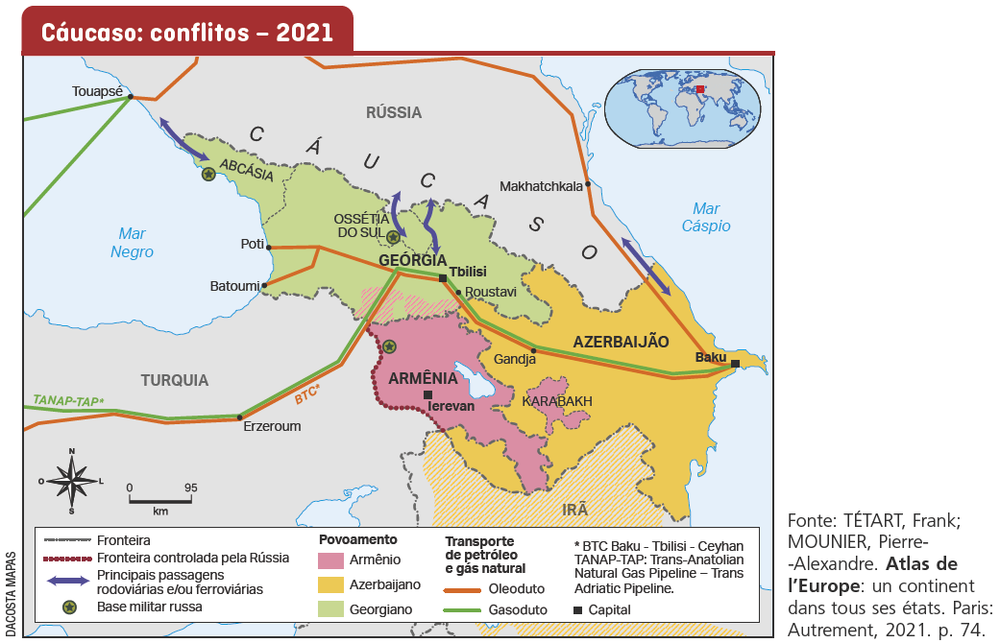 Cáucaso: conflitos – 2021
Touapsé
RÚSSIA
CÁUCASO
ABCÁSIA
Makhatchkala
Mar
Cáspio
Mar
Negro
OSSÉTIA
DO SUL
Poti
GEÓRGIA
Tbilisi
Batoumi
Roustavi
AZERBAIJÃO
Baku
Gandja
TURQUIA
ARMÊNIA
Ierevan
KARABAKH
TANAP-TAP*
BTC*
Erzeroum
IRÃ
N
O
L
S
0 95
km
Fronteira
Fronteira controlada pela Rússia
Principais passagens
rodoviárias e/ou ferroviárias
Base militar russa
Povoamento
Armênio
Azerbaijano
Georgiano
Transporte
de petróleo
e gás natural
Oleoduto
Gasoduto
* BTC Baku - Tbilisi - Ceyhan
TANAP-TAP: Trans-Anatolian
Natural Gas Pipeline – Trans
Adriatic Pipeline.
Capital
DACOSTA MAPAS
Fonte: TÉTART, Frank;
MOUNIER, Pierre-
-Alexandre. Atlas de
l’Europe: un continent
dans tous ses états. Paris:
Autrement, 2021. p. 74.